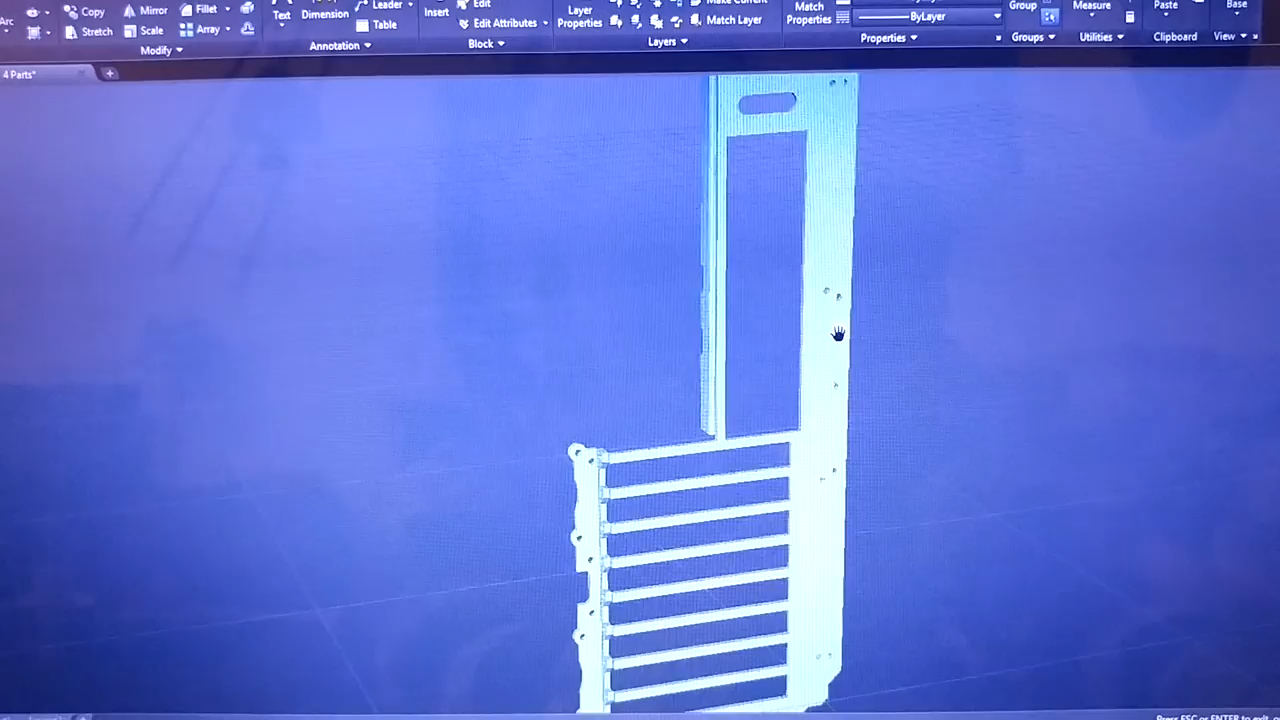 Arc
Copy
Mirror
Fillet
Stretch
Scale
Array
Modify
Text
Dimension
Leader
Table
Annotation
Insert
Edit
Edit Attributes
Block
Layer
Properties
Make Current
Match Layer
Layers
Match
Properties
ByLayer
Properties
Group
Groups
Measure
Utilities
Paste
Clipboard
Base
View
4 Parts*
Press ESC or ENTER to exit